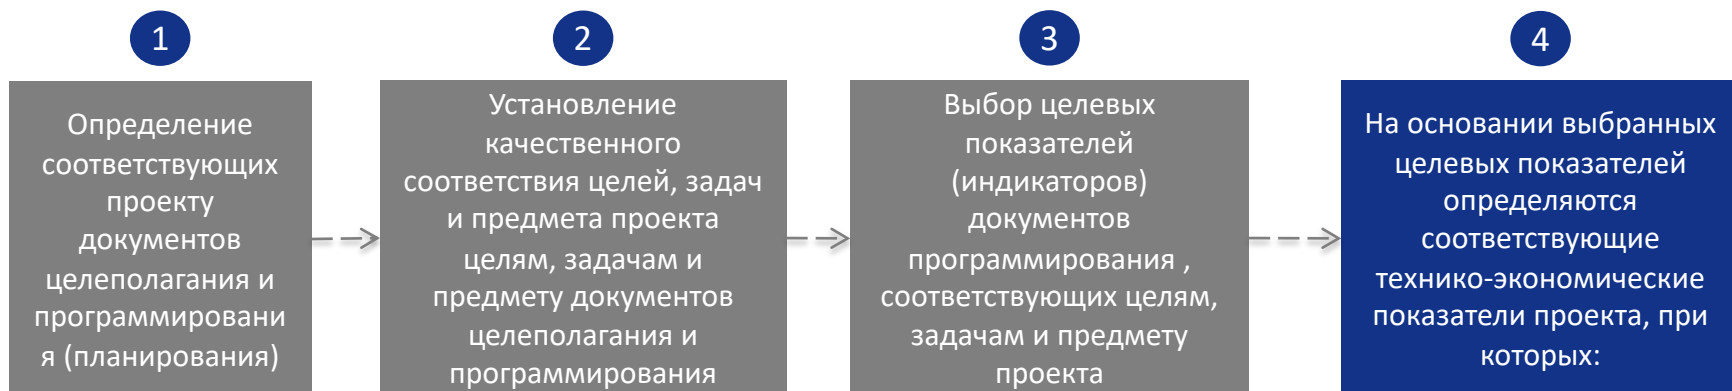 1
Определение
соответствующих
проекту
документов
целеполагания и
программировани
я (планирования)
2
Установление
качественного
соответствия целей, задач
и предмета проекта
целям, задачам и
предмету документов
целеполагания и
программирования
3
Выбор целевых
показателей
(индикаторов)
документов
программирования ,
соответствующих целям,
задачам и предмету
проекта
4
На основании выбранных
целевых показателей
определяются
соответствующие
технико-экономические
показатели проекта, при
которых: